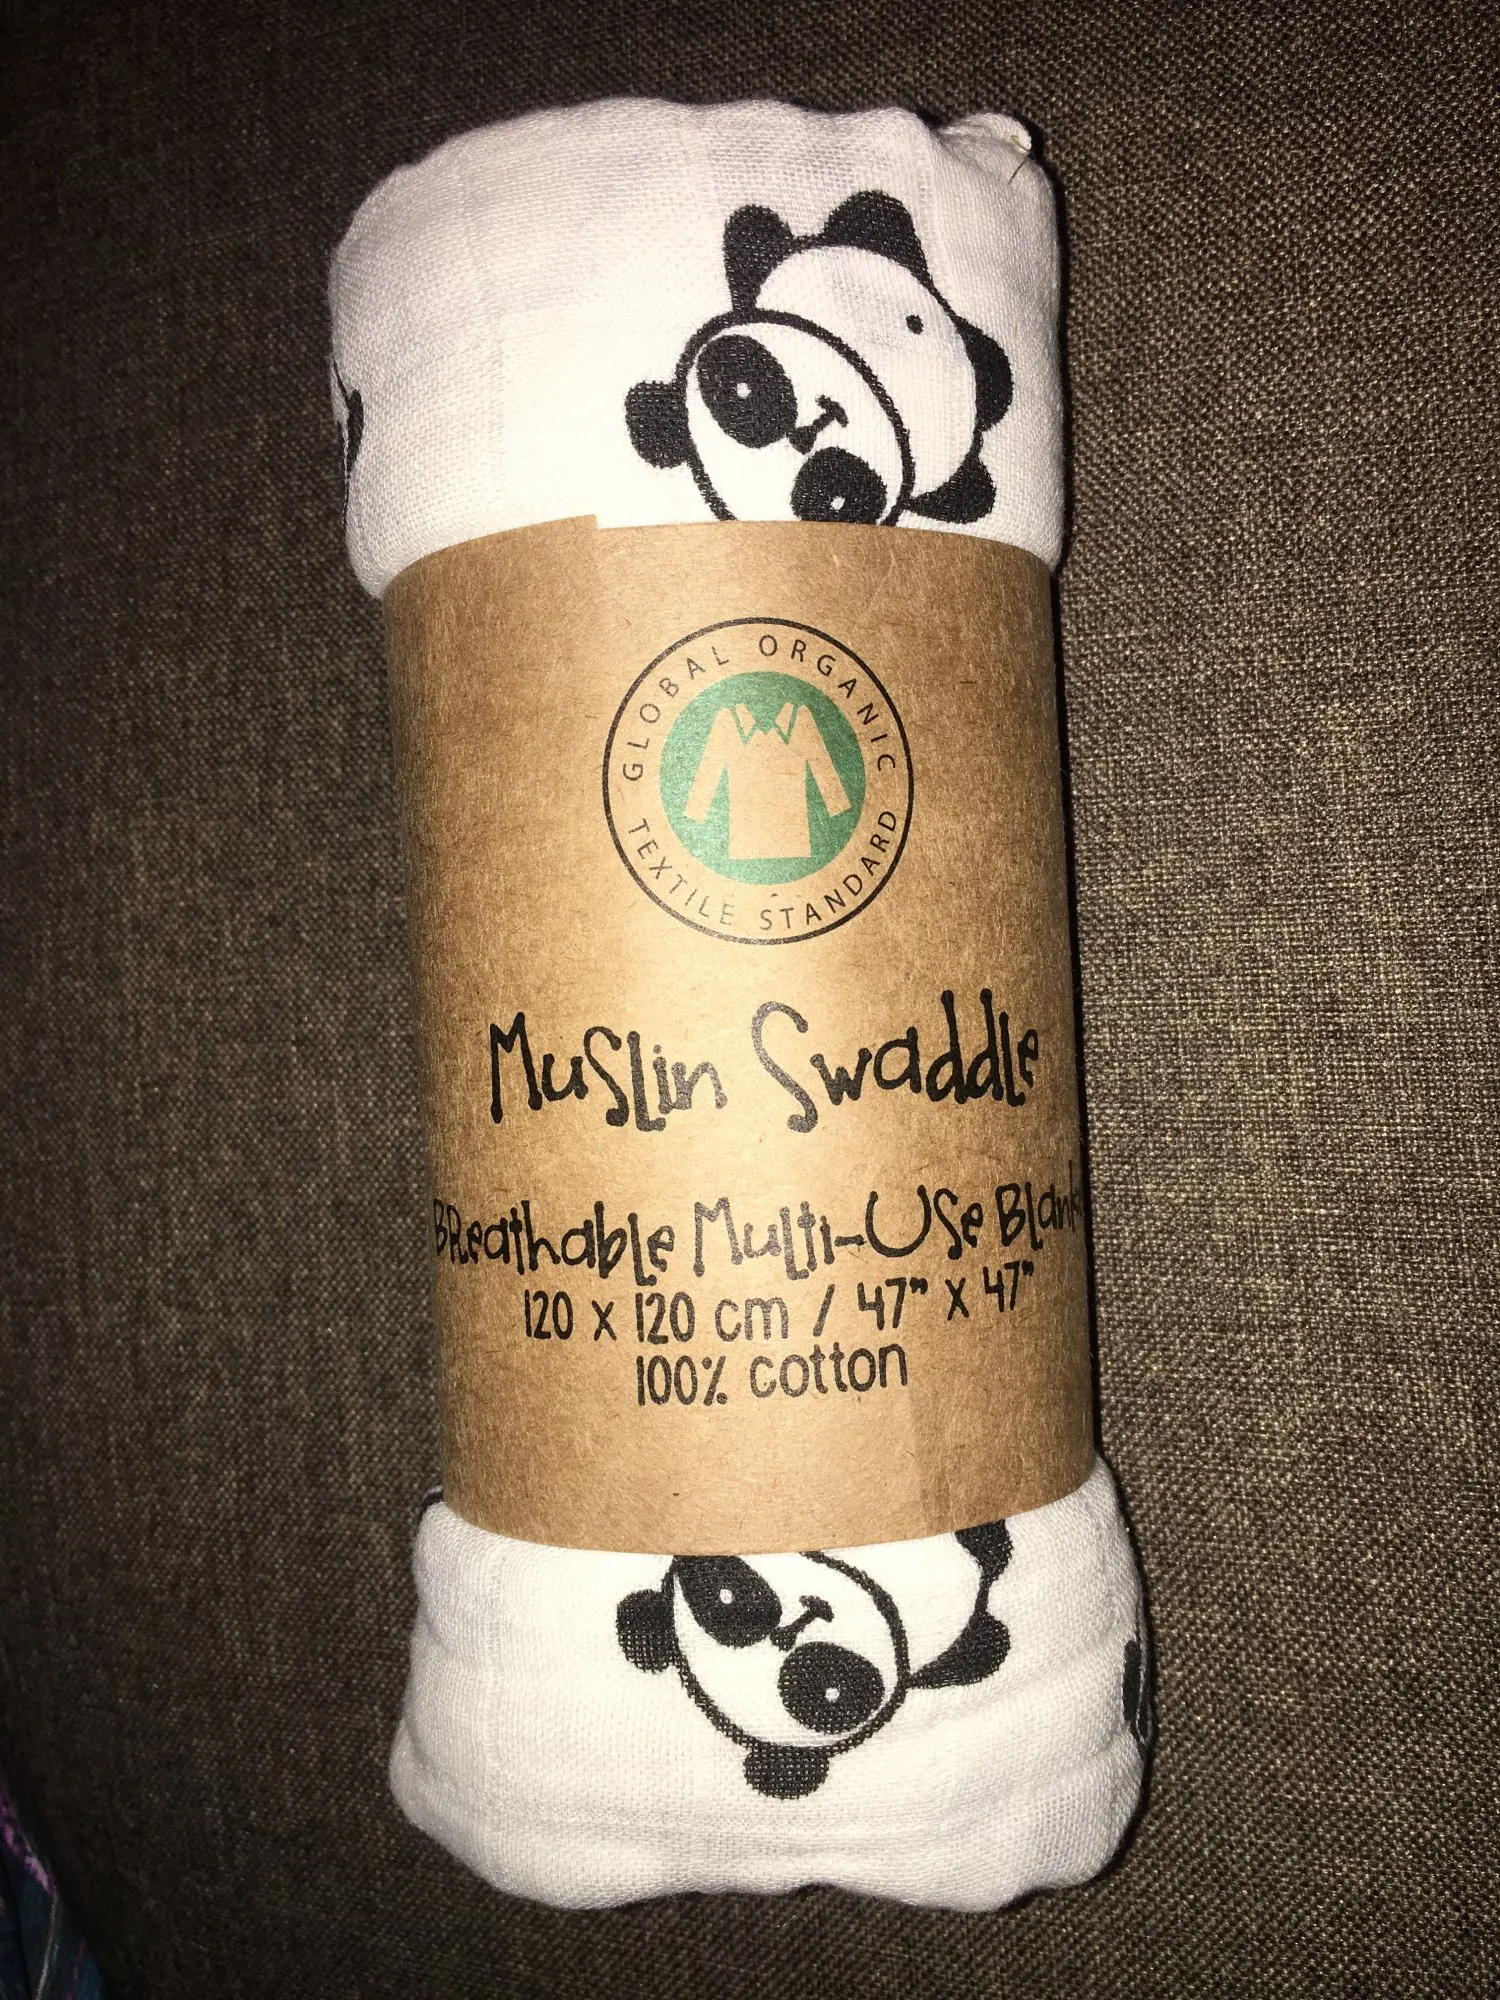 GLOBAL ORGANIC
TEXTILE STANDARD
Muslin Swaddle
Breathable Multi-Use
120 x 120 cm / 47" x 47"
100% cotton